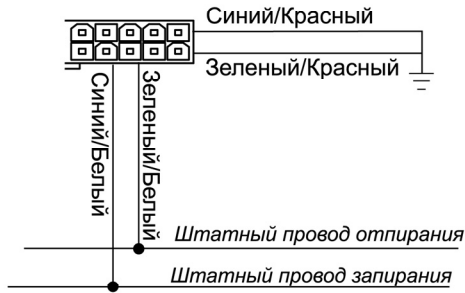 Синий/Красный
Зеленый/Красный
Синий/Белый
Зеленый/Белый
Штатный провод отпирания
Штатный провод запирания